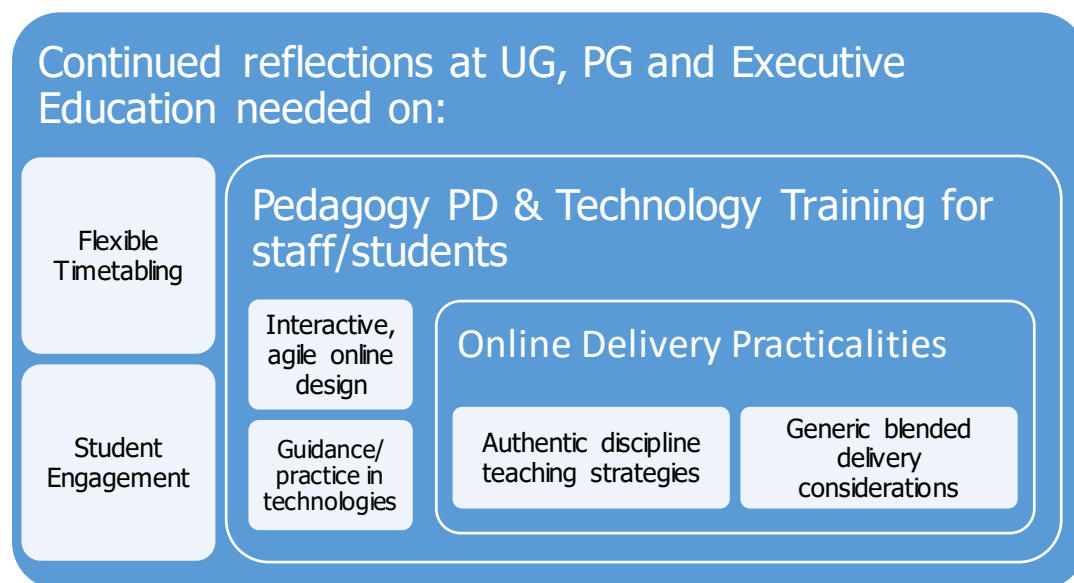 Continued reflections at UG, PG and Executive
Education needed on:
Flexible
Timetabling
Student
Engagement
Pedagogy PD & Technology Training for
staff/students
Interactive,
agile online
design
Guidance/
practice in
technologies
Online Delivery Practicalities
Authentic discipline
teaching strategies
Generic blended
delivery
considerations